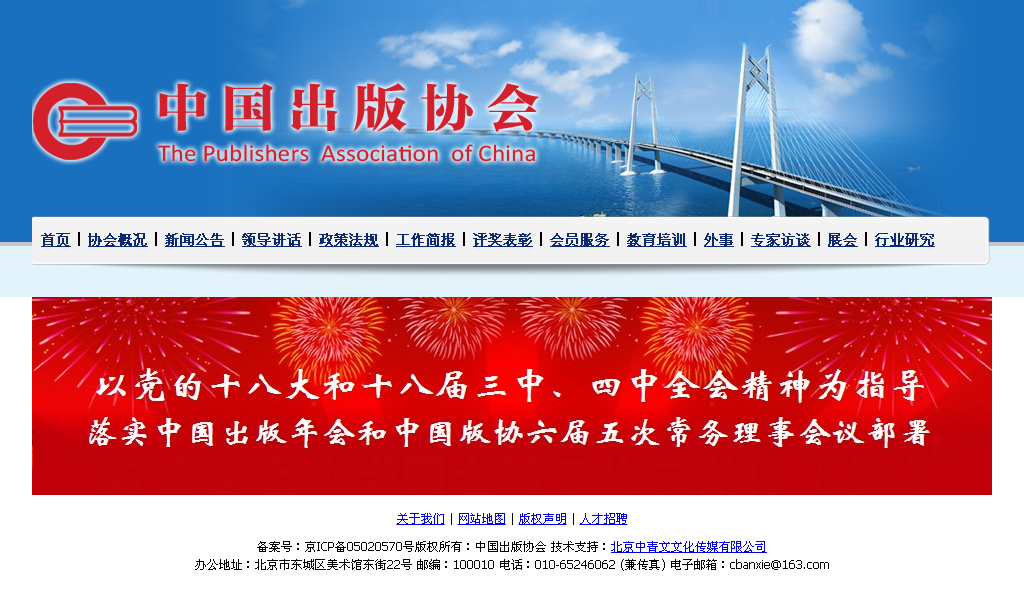 中国出版协会
The Publishers Association of China
首页 | 协会概况 | 新闻公告 | 领导讲话 | 政策法规 | 工作简报 | 评奖表彰 | 会员服务 | 教育培训 | 外事 | 专家访谈 | 展会 | 行业研究
以党的十八大和十八届三中、四中全会精神为指导
落实中国出版年会和中国版协六届五次常务理事会议部署
关于我们 | 网站地图 | 版权声明 | 人才招聘
备案号：京ICP备05020570号版权所有：中国出版协会 技术支持：北京中青文文化传媒有限公司
办公地址：北京市东城区美术馆东街22号 邮编：100010 电话：010-65246062 (兼传真) 电子邮箱：cbanxie@163.com